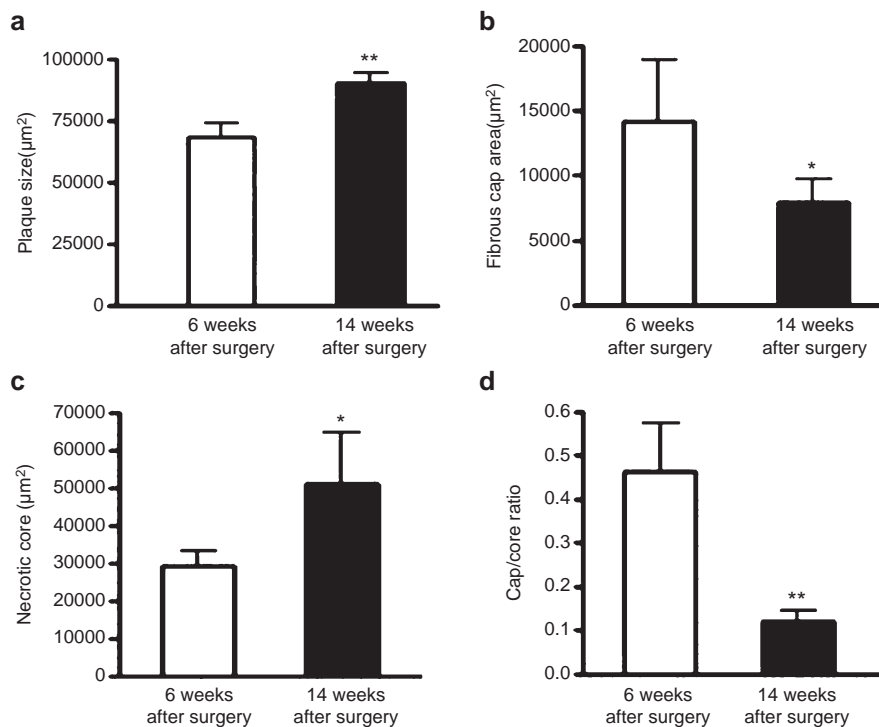 a
Plaque size(µm²)
100000
75000
50000
25000
0
**
6 weeks
after surgery
14 weeks
after surgery
b
Fibrous cap area(µm²)
20000
15000
10000
5000
0
*
6 weeks
after surgery
14 weeks
after surgery
c
Necrotic core (µm²)
70000
60000
50000
40000
30000
20000
10000
0
*
6 weeks
after surgery
14 weeks
after surgery
d
Cap/core ratio
0.6
0.5
0.4
0.3
0.2
0.1
0.0
**
6 weeks
after surgery
14 weeks
after surgery